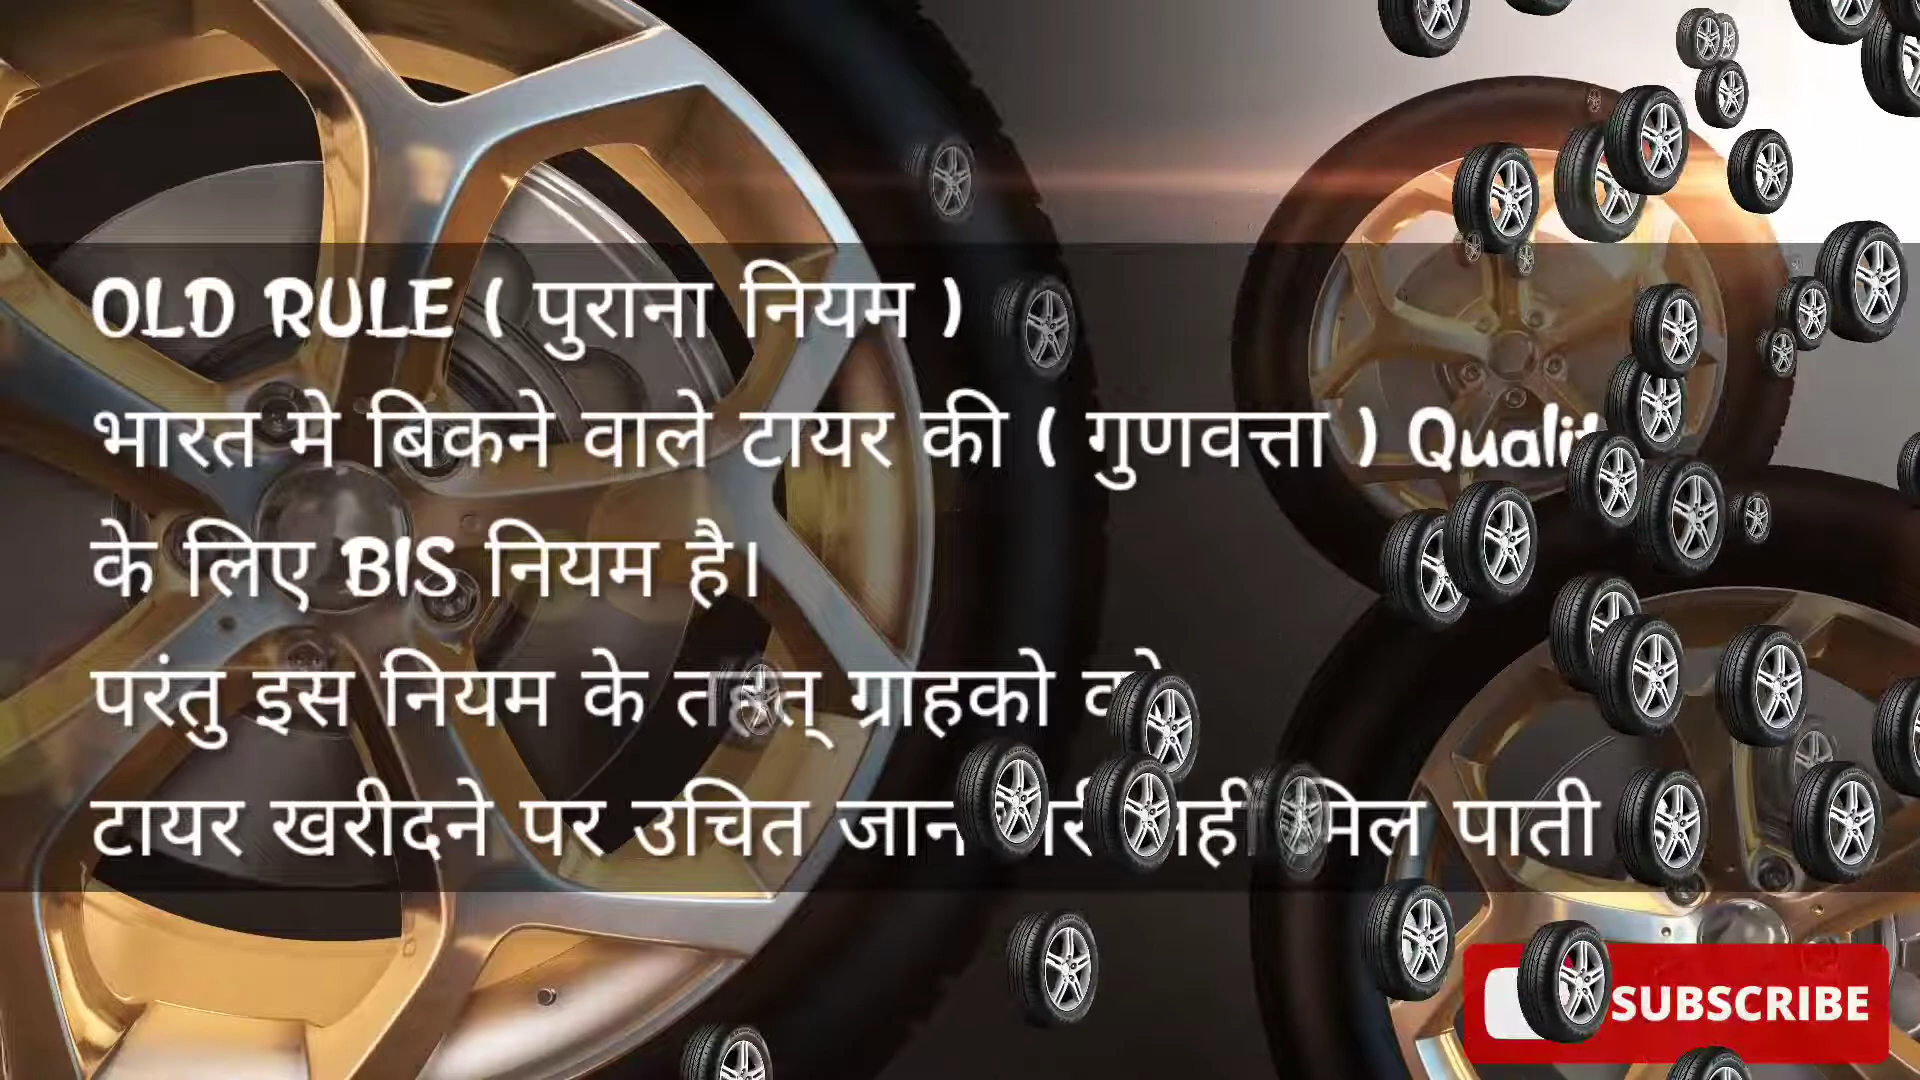 OLD RULE ( पुराना नियम )
भारत मे बिकने वाले टायर की ( गुणवत्ता )
के लिए BIS नियम है।
परंतु इस नियम के तहत् ग्राहको
टायर खरीदने पर उचित मिल पाती
SUBSCRIBE